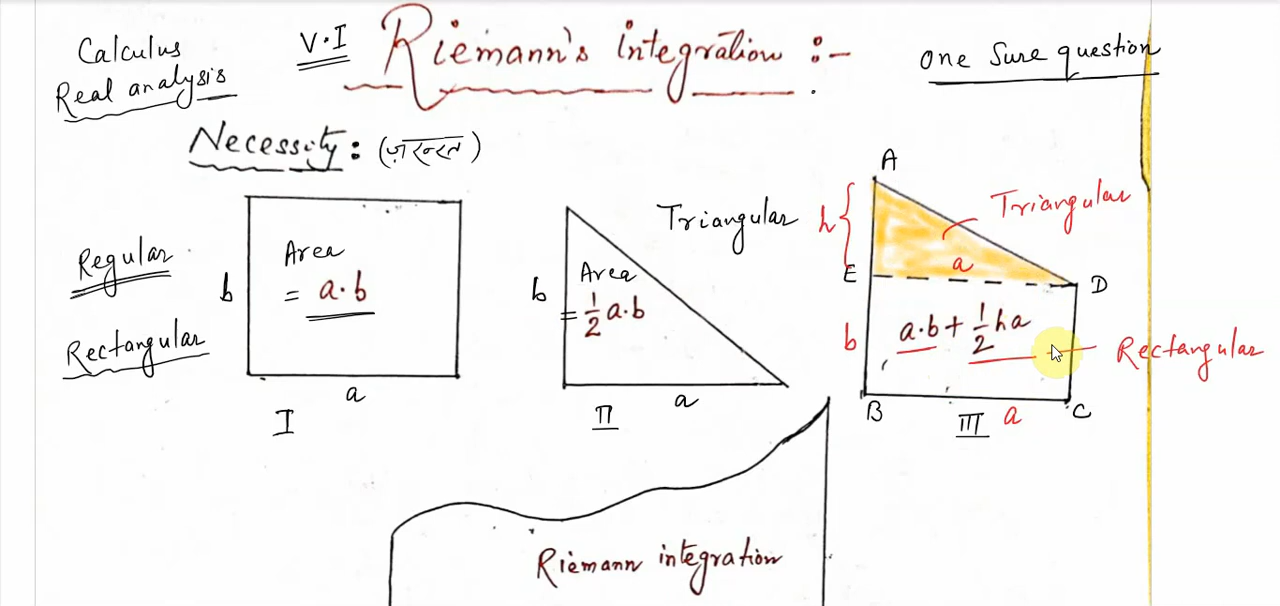 Calculus
Real analysis
V.I
Riemann's integration :-
One Sure question
Necessity: (ज़रूरत)
Regular
Rectangular
b
Area
= a.b
a
I
Triangular
b
Area
= 1/2 a.b
a
II
A
h
Triangular
E
a
D
b
a.b + 1/2 ha
Rectangular
B
III
a
C
Riemann integration